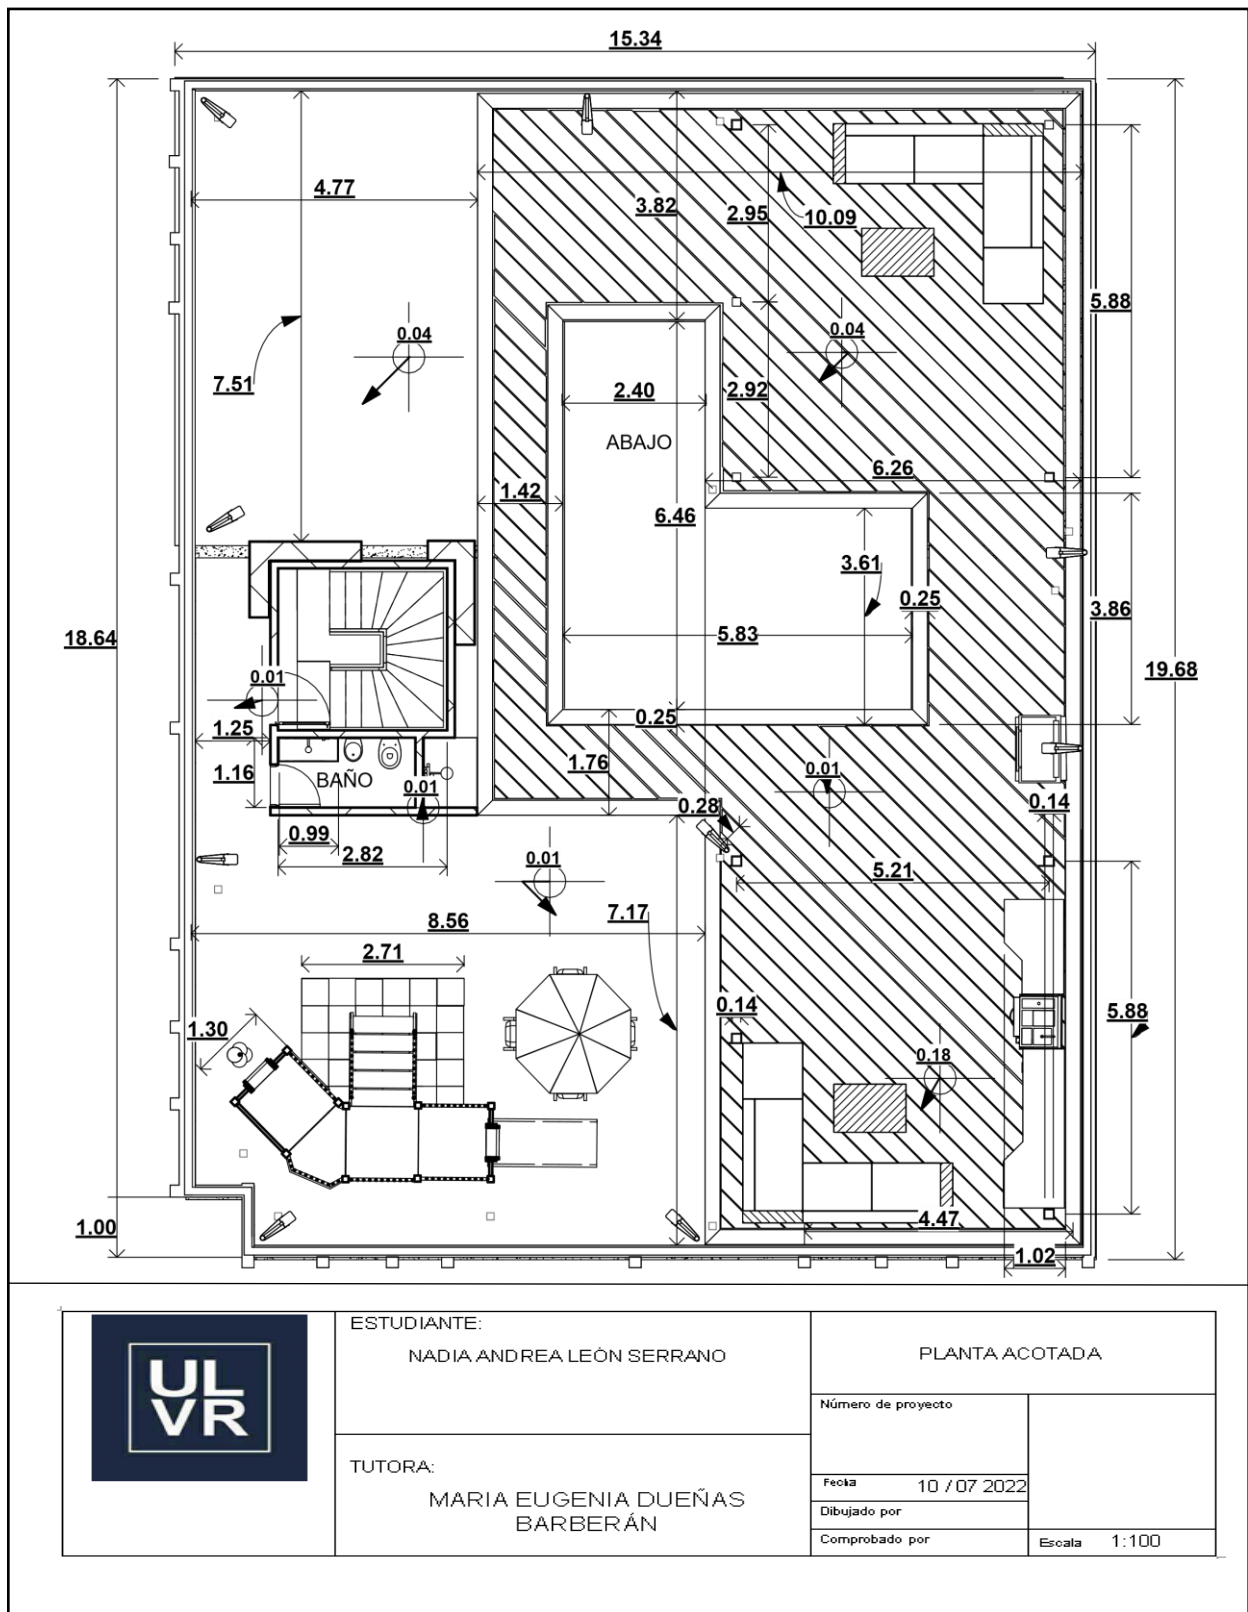 15.34
4.77
3.82
2.95
10.09
5.88
0.04
0.04
7.51
2.40
2.92
ABAJO
6.26
1.42
6.46
3.61
0.25
3.86
5.83
18.64
19.68
0.01
0.25
1.25
1.76
1.16
BAÑO
0.01
0.01
0.28
0.14
0.99
2.82
0.01
5.21
7.17
8.56
2.71
0.14
5.88
1.30
0.18
4.47
1.00
1.02
UL
VR
ESTUDIANTE:
NADIA ANDREA LEÓN SERRANO
TUTORA:
MARIA EUGENIA DUEÑAS
BARBERÁN
PLANTA ACOTADA
Número de proyecto
Fecha 10 / 07 2022
Dibujado por
Comprobado por
Escala 1:100